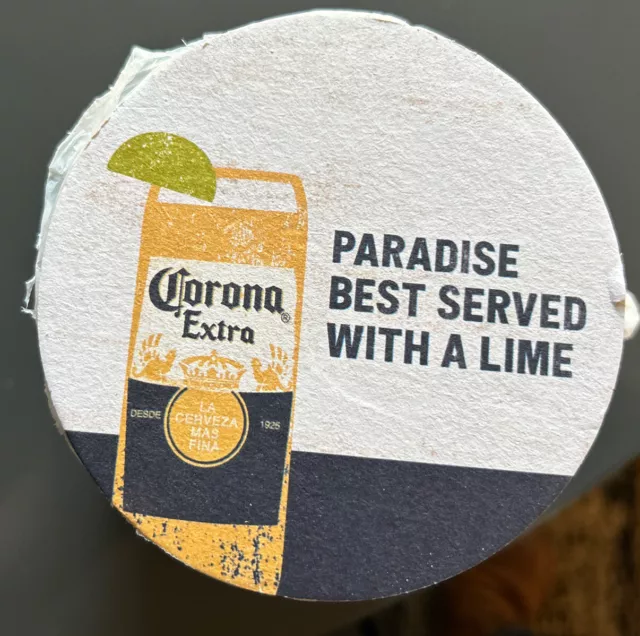 Corona
Extra
®
DESDE
LA
CERVEZA
MAS
FINA
1925
PARADISE
BEST SERVED
WITH A LIME